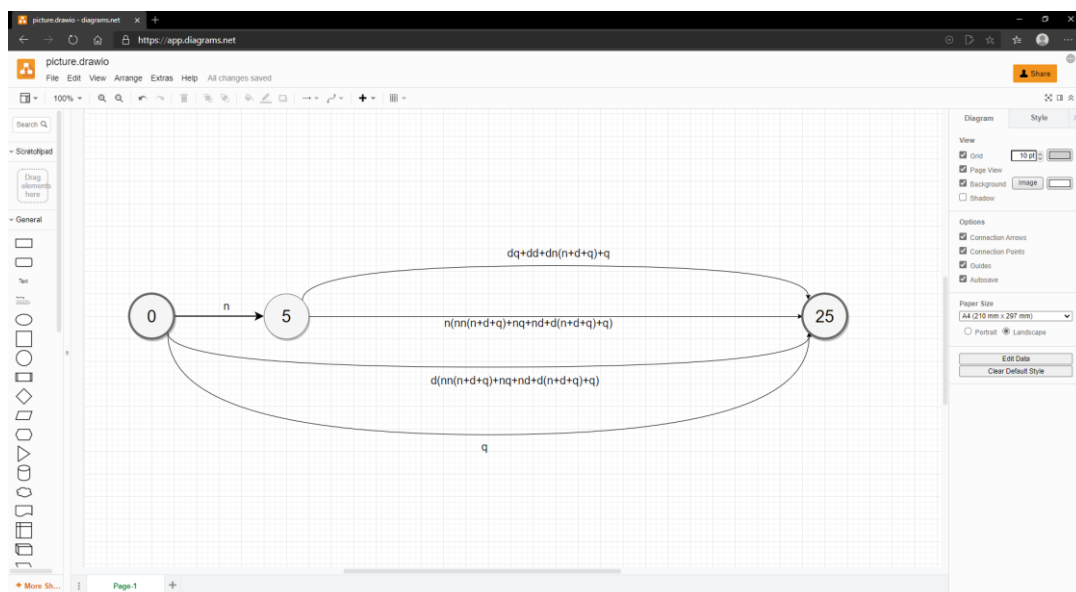 picture.drawio - diagrams.net
https://app.diagrams.net
picture.drawio
File Edit View Arrange Extras Help All changes saved
Share
100%
Search
Scratchpad
Drag
elements
here
General
Text
More Sh...
Page-1
dq+dd+dn(n+d+q)+q
n
0
5
25
n(nn(n+d+q)+nq+nd+d(n+d+q)+q)
d(nn(n+d+q)+nq+nd+d(n+d+q)+q)
q
Diagram Style
View
Grid 10 pt
Page View
Background Image
Shadow
Options
Connection Arrows
Connection Points
Guides
Autosave
Paper Size
A4 (210 mm x 297 mm)
Portrait Landscape
Edit Data
Clear Default Style